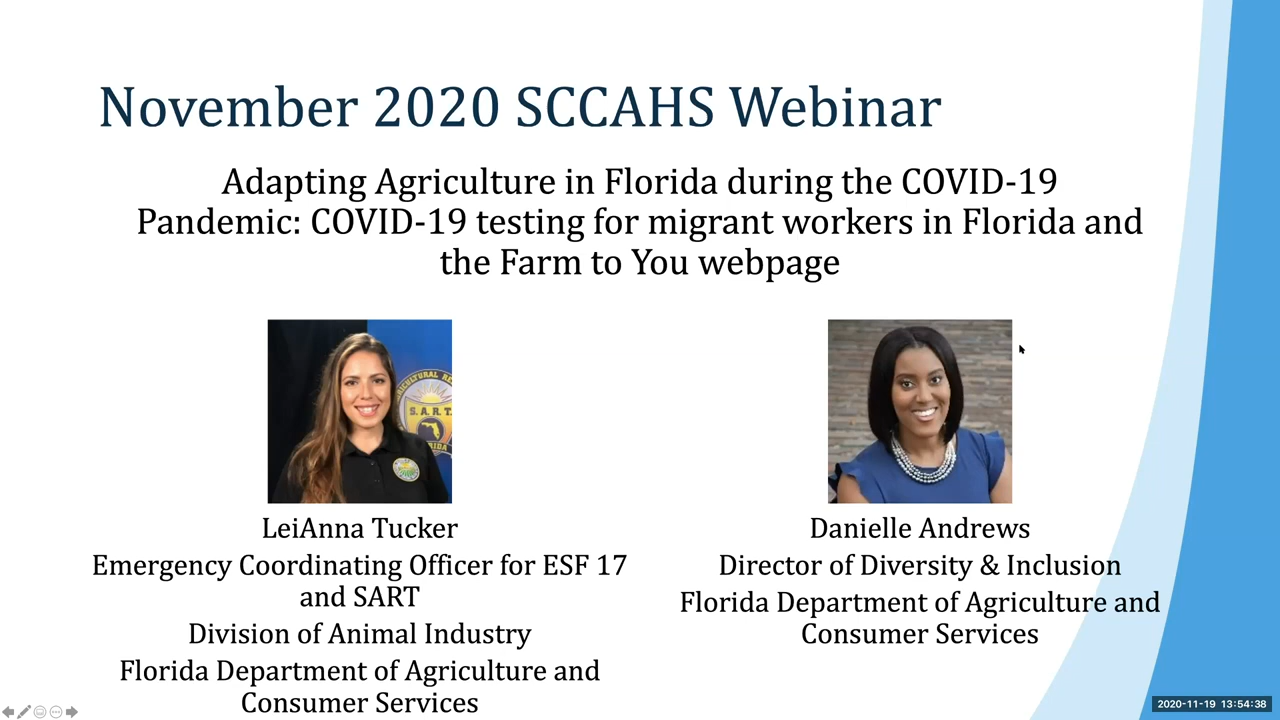 November 2020 SCCAHS Webinar
Adapting Agriculture in Florida during the COVID-19
Pandemic: COVID-19 testing for migrant workers in Florida and
the Farm to You webpage
S.A.R.T.
LeiAnna Tucker
Emergency Coordinating Officer for ESF 17
and SART
Division of Animal Industry
Florida Department of Agriculture and
Consumer Services
Danielle Andrews
Director of Diversity & Inclusion
Florida Department of Agriculture and
Consumer Services
2020-11-19 13:54:38